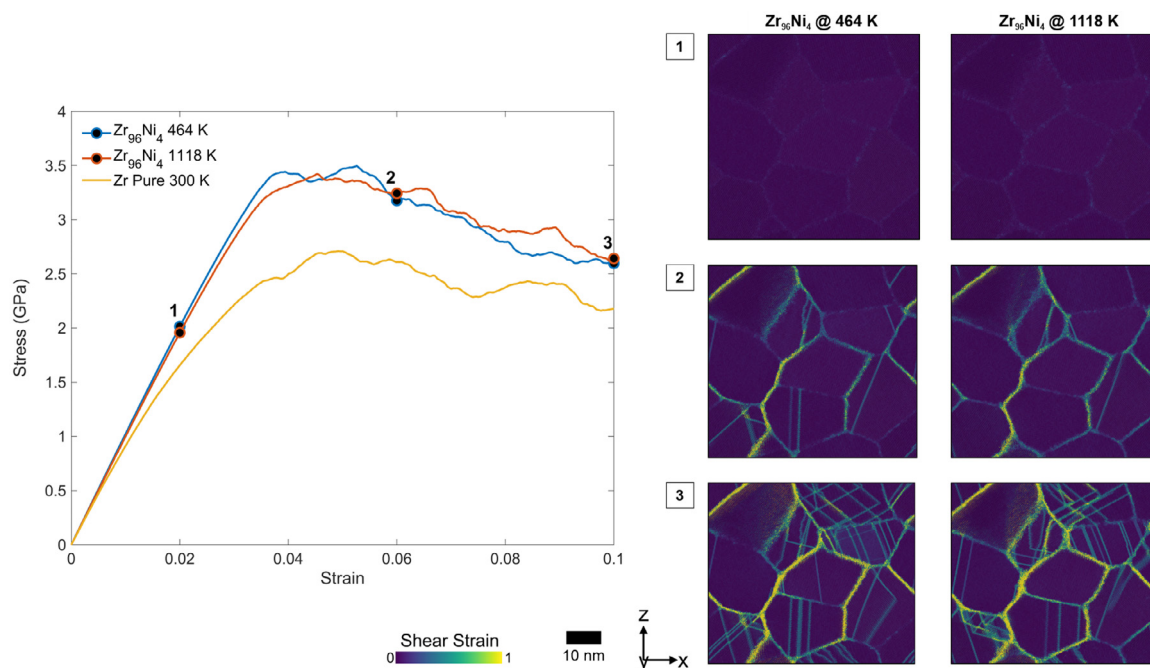 Zr₉₆Ni₄ @ 464 K
Zr₉₆Ni₄ @ 1118 K
1
2
3
4
3.5
3
2.5
2
1.5
1
0.5
0
Stress (GPa)
Zr₉₆Ni₄ 464 K
Zr₉₆Ni₄ 1118 K
Zr Pure 300 K
1
2
3
0
0.02
0.04
0.06
0.08
0.1
Strain
Shear Strain
0
1
10 nm
Z
Y
X